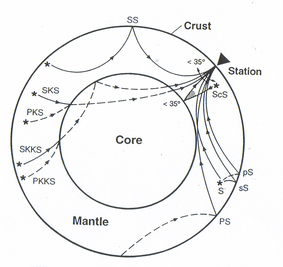 SS
Crust
< 35°
Station
SKS
ScS
PKS
< 35°
Core
SKKS
PKKS
pS
S
sS
Mantle
PS